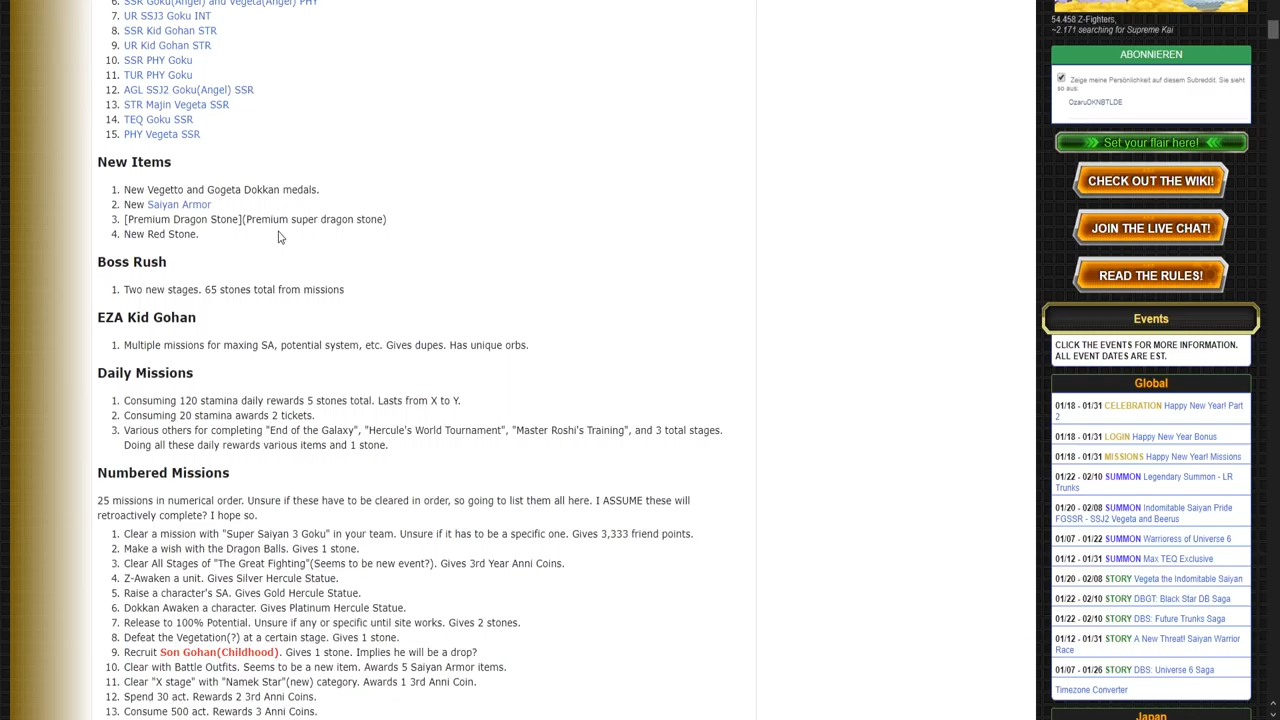 6. SSR Goku(Angel) and Vegeta(Angel) PHY
7. UR SSJ3 Goku INT
8. SSR Kid Gohan STR
9. UR Kid Gohan STR
10. SSR PHY Goku
11. TUR PHY Goku
12. AGL SSJ2 Goku(Angel) SSR
13. STR Majin Vegeta SSR
14. TEQ Goku SSR
15. PHY Vegeta SSR
New Items
1. New Vegetto and Gogeta Dokkan medals.
2. New Saiyan Armor
3. [Premium Dragon Stone](Premium super dragon stone)
4. New Red Stone.
Boss Rush
1. Two new stages. 65 stones total from missions
EZA Kid Gohan
1. Multiple missions for maxing SA, potential system, etc. Gives dupes. Has unique orbs.
Daily Missions
1. Consuming 120 stamina daily rewards 5 stones total. Lasts from X to Y.
2. Consuming 20 stamina awards 2 tickets.
3. Various others for completing "End of the Galaxy", "Hercule's World Tournament", "Master Roshi's Training", and 3 total stages.
Doing all these daily rewards various items and 1 stone.
Numbered Missions
25 missions in numerical order. Unsure if these have to be cleared in order, so going to list them all here. I ASSUME these will
retroactively complete? I hope so.
1. Clear a mission with "Super Saiyan 3 Goku" in your team. Unsure if it has to be a specific one. Gives 3,333 friend points.
2. Make a wish with the Dragon Balls. Gives 1 stone.
3. Clear All Stages of "The Great Fighting"(Seems to be new event?). Gives 3rd Year Anni Coins.
4. Z-Awaken a unit. Gives Silver Hercule Statue.
5. Raise a character's SA. Gives Gold Hercule Statue.
6. Dokkan Awaken a character. Gives Platinum Hercule Statue.
7. Release to 100% Potential. Unsure if any or specific until site works. Gives 2 stones.
8. Defeat the Vegetation(?) at a certain stage. Gives 1 stone.
9. Recruit Son Gohan(Childhood). Gives 1 stone. Implies he will be a drop?
10. Clear with Battle Outfits. Seems to be a new item. Awards 5 Saiyan Armor items.
11. Clear "X stage" with "Namek Star"(new) category. Awards 1 3rd Anni Coin.
12. Spend 30 act. Rewards 2 3rd Anni Coins.
13. Consume 500 act. Rewards 3 Anni Coins.
54.458 Z-Fighters,
~2.171 searching for Supreme Kai
ABONNIEREN
Zeige meine Persönlichkeit auf diesem Subreddit. Sie sieht
so aus:
OzaruDKNBTLDE
Set your flair here!
CHECK OUT THE WIKI!
JOIN THE LIVE CHAT!
READ THE RULES!
Events
CLICK THE EVENTS FOR MORE INFORMATION.
ALL EVENT DATES ARE EST.
Global
01/18 - 01/31 CELEBRATION Happy New Year! Part
2
01/18 - 01/31 LOGIN Happy New Year Bonus
01/18 - 01/31 MISSIONS Happy New Year! Missions
01/22 - 02/10 SUMMON Legendary Summon - LR
Trunks
01/20 - 02/08 SUMMON Indomitable Saiyan Pride
FGSSR - SSJ2 Vegeta and Beerus
01/07 - 01/22 SUMMON Warrioress of Universe 6
01/12 - 01/31 SUMMON Max TEQ Exclusive
01/20 - 02/08 STORY Vegeta the Indomitable Saiyan
01/22 - 02/10 STORY DBGT: Black Star DB Saga
01/22 - 02/10 STORY DBS: Future Trunks Saga
01/12 - 01/31 STORY A New Threat! Saiyan Warrior
Race
01/07 - 01/26 STORY DBS: Universe 6 Saga
Timezone Converter
Japan